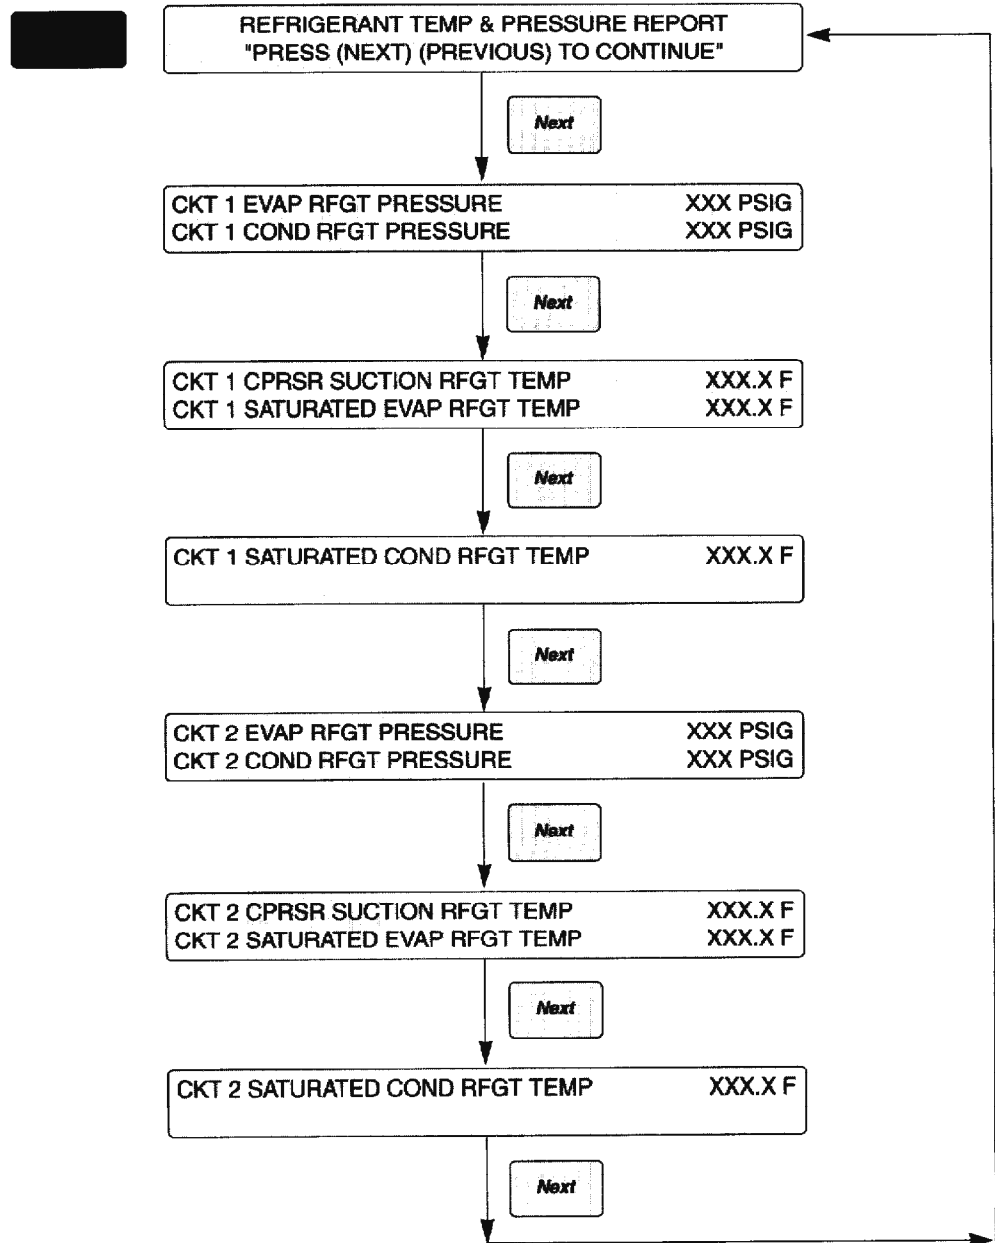 REFRIGERANT TEMP & PRESSURE REPORT
"PRESS (NEXT) (PREVIOUS) TO CONTINUE"
Next
CKT 1 EVAP RFGT PRESSURE XXX PSIG
CKT 1 COND RFGT PRESSURE XXX PSIG
Next
CKT 1 CPRSR SUCTION RFGT TEMP XXX.X F
CKT 1 SATURATED EVAP RFGT TEMP XXX.X F
Next
CKT 1 SATURATED COND RFGT TEMP XXX.X F
Next
CKT 2 EVAP RFGT PRESSURE XXX PSIG
CKT 2 COND RFGT PRESSURE XXX PSIG
Next
CKT 2 CPRSR SUCTION RFGT TEMP XXX.X F
CKT 2 SATURATED EVAP RFGT TEMP XXX.X F
Next
CKT 2 SATURATED COND RFGT TEMP XXX.X F
Next